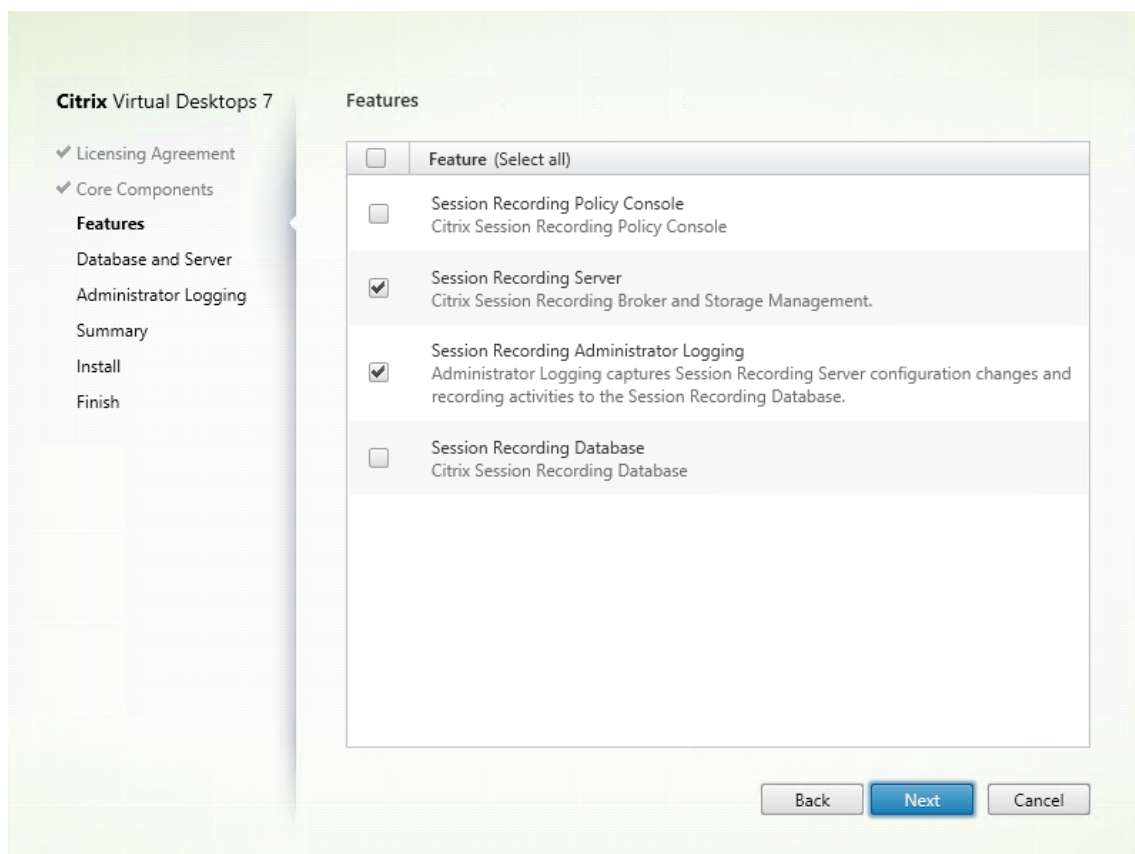 Citrix Virtual Desktops 7
Licensing Agreement
Core Components
Features
Database and Server
Administrator Logging
Summary
Install
Finish
Features
Feature (Select all)
Session Recording Policy Console
Citrix Session Recording Policy Console
Session Recording Server
Citrix Session Recording Broker and Storage Management.
Session Recording Administrator Logging
Administrator Logging captures Session Recording Server configuration changes and
recording activities to the Session Recording Database.
Session Recording Database
Citrix Session Recording Database
Back
Next
Cancel